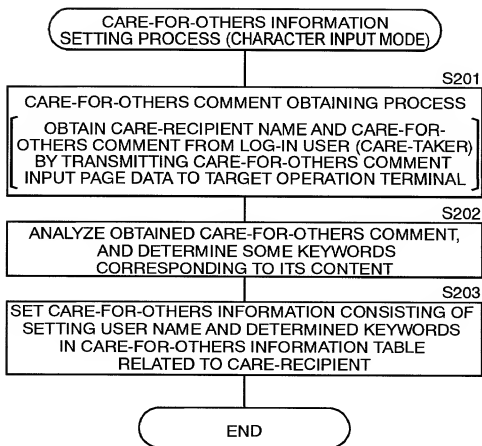 CARE-FOR-OTHERS INFORMATION
SETTING PROCESS (CHARACTER INPUT MODE)
S201
CARE-FOR-OTHERS COMMENT OBTAINING PROCESS
OBTAIN CARE-RECIPIENT NAME AND CARE-FOR-
OTHERS COMMENT FROM LOG-IN USER (CARE-TAKER)
BY TRANSMITTING CARE-FOR-OTHERS COMMENT
INPUT PAGE DATA TO TARGET OPERATION TERMINAL
S202
ANALYZE OBTAINED CARE-FOR-OTHERS COMMENT,
AND DETERMINE SOME KEYWORDS
CORRESPONDING TO ITS CONTENT
S203
SET CARE-FOR-OTHERS INFORMATION CONSISTING OF
SETTING USER NAME AND DETERMINED KEYWORDS
IN CARE-FOR-OTHERS INFORMATION TABLE
RELATED TO CARE-RECIPIENT
END